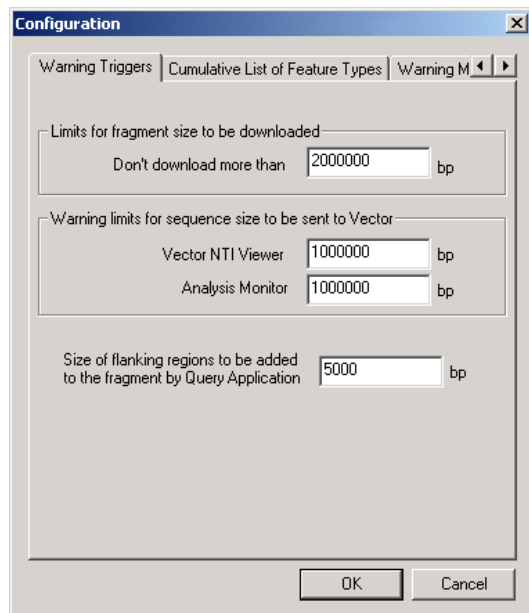 Configuration
Warning Triggers Cumulative List of Feature Types Warning M
Limits for fragment size to be downloaded
Don't download more than 2000000 bp
Warning limits for sequence size to be sent to Vector
Vector NTI Viewer 1000000 bp
Analysis Monitor 1000000 bp
Size of flanking regions to be added
to the fragment by Query Application 5000 bp
OK Cancel